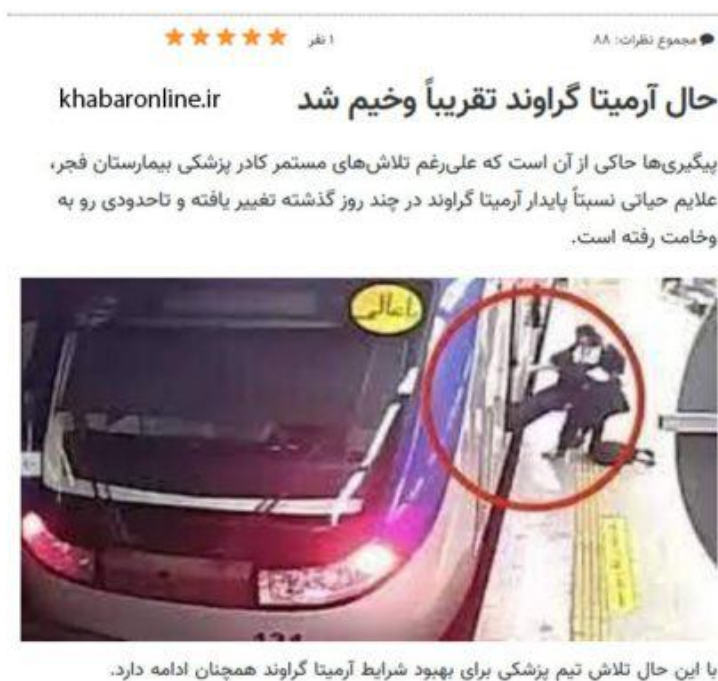 مجموع نظرات: ۸۸
۱ نفر
حال آرمیتا گراوند تقریباً وخیم شد
khabaronline.ir
پیگیری‌ها حاکی از آن است که علی‌رغم تلاش‌های مستمر کادر پزشکی بیمارستان فجر،
علایم حیاتی نسبتاً پایدار آرمیتا گراوند در چند روز گذشته تغییر یافته و تاحدودی رو به
وخامت رفته است.
با این حال تلاش تیم پزشکی برای بهبود شرایط آرمیتا گراوند همچنان ادامه دارد.